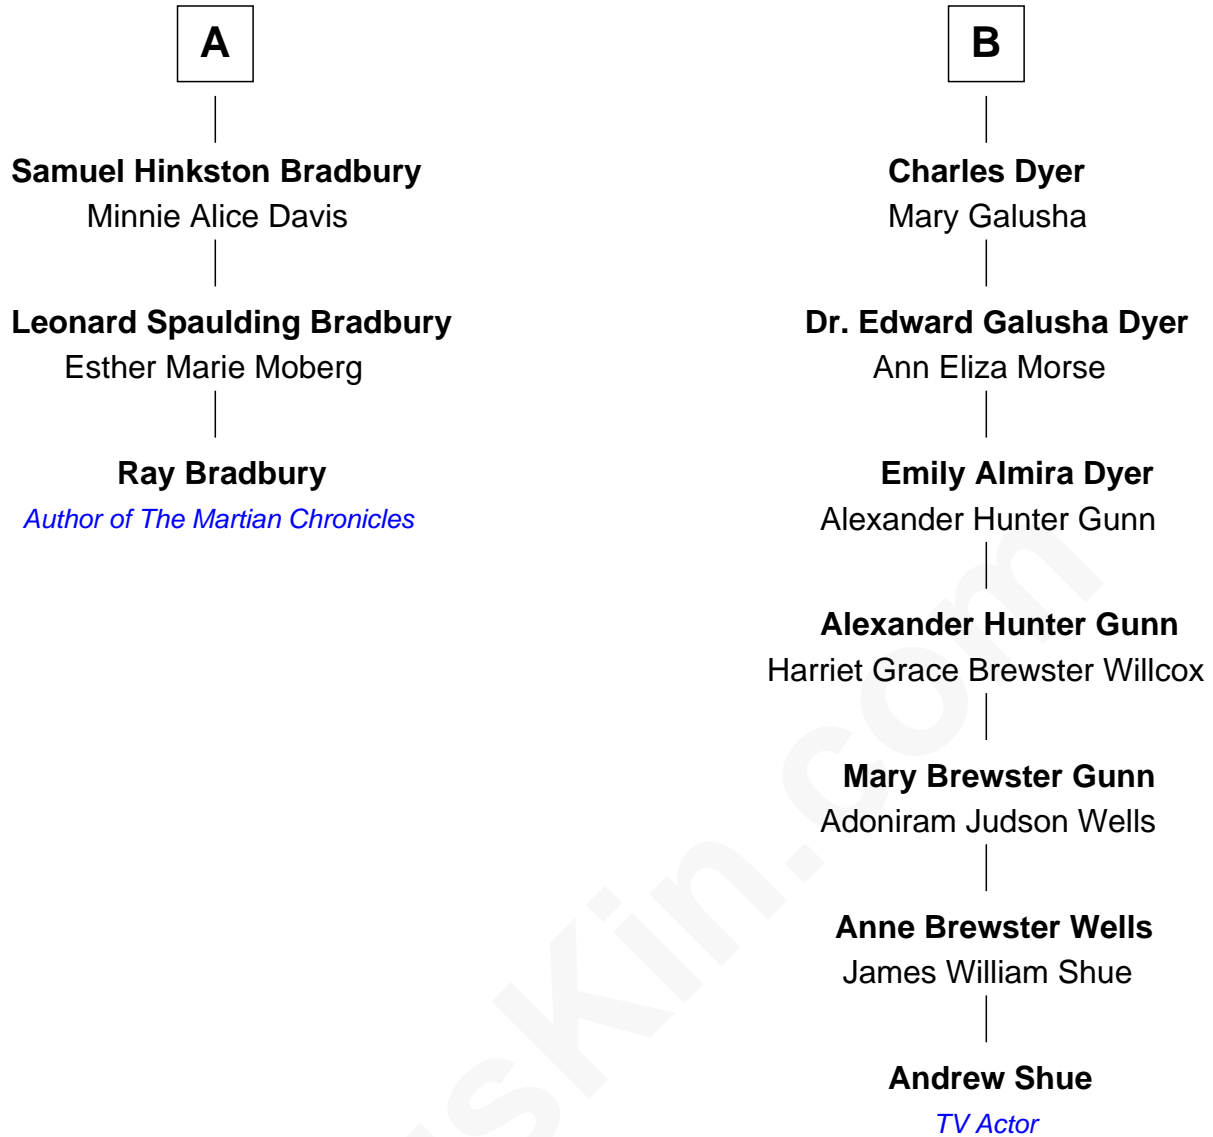 A
Samuel Hinkston Bradbury
Minnie Alice Davis
Leonard Spaulding Bradbury
Esther Marie Moberg
Ray Bradbury
Author of The Martian Chronicles
B
Charles Dyer
Mary Galusha
Dr. Edward Galusha Dyer
Ann Eliza Morse
Emily Almira Dyer
Alexander Hunter Gunn
Alexander Hunter Gunn
Harriet Grace Brewster Willcox
Mary Brewster Gunn
Adoniram Judson Wells
Anne Brewster Wells
James William Shue
Andrew Shue
TV Actor
usKin.com